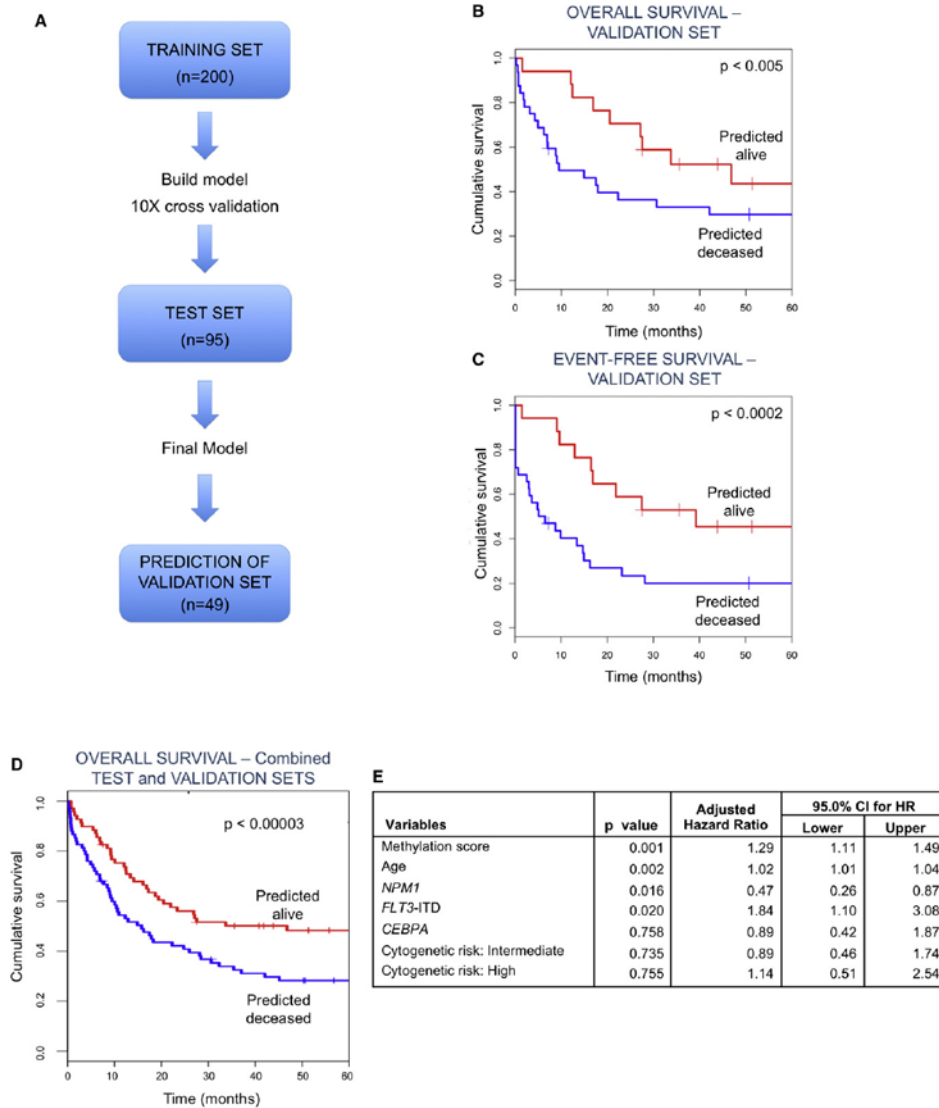 A
TRAINING SET
(n=200)
Build model
10X cross validation
TEST SET
(n=95)
Final Model
PREDICTION OF
VALIDATION SET
(n=49)
B
OVERALL SURVIVAL –
VALIDATION SET
p < 0.005
Predicted
alive
Predicted
deceased
Cumulative survival
0.0 0.2 0.4 0.6 0.8 1.0
0 10 20 30 40 50 60
Time (months)
C
EVENT-FREE SURVIVAL –
VALIDATION SET
p < 0.0002
Predicted
alive
Predicted
deceased
Cumulative survival
0.0 0.2 0.4 0.6 0.8 1.0
0 10 20 30 40 50 60
Time (months)
D
OVERALL SURVIVAL – Combined
TEST and VALIDATION SETS
p < 0.00003
Predicted
alive
Predicted
deceased
Cumulative survival
0.0 0.2 0.4 0.6 0.8 1.0
0 10 20 30 40 50 60
Time (months)
E
Variables p value Adjusted Hazard Ratio 95.0% CI for HR Lower Upper
Methylation score 0.001 1.29 1.11 1.49
Age 0.002 1.02 1.01 1.04
NPM1 0.016 0.47 0.26 0.87
FLT3-ITD 0.020 1.84 1.10 3.08
CEBPA 0.758 0.89 0.42 1.87
Cytogenetic risk: Intermediate 0.735 0.89 0.46 1.74
Cytogenetic risk: High 0.755 1.14 0.51 2.54